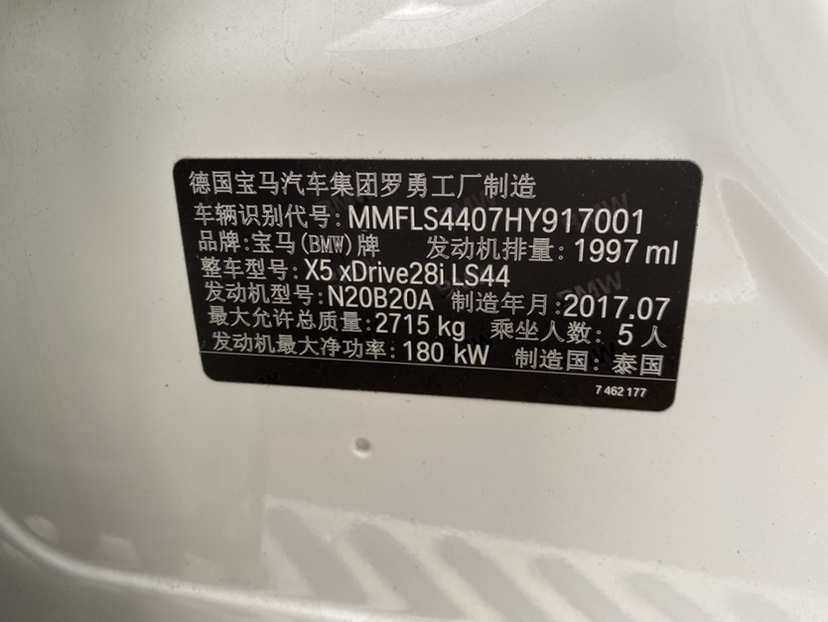 德国宝马汽车集团罗勇工厂制造
车辆识别代号: MMFLS4407HY917001
品牌:宝马(BMW)牌 发动机排量: 1997 ml
整车型号: X5 xDrive28i LS44
发动机型号: N20B20A 制造年月: 2017.07
最大允许总质量: 2715 kg 乘坐人数: 5 人
发动机最大净功率: 180 kW 制造国: 泰国
7 462 177